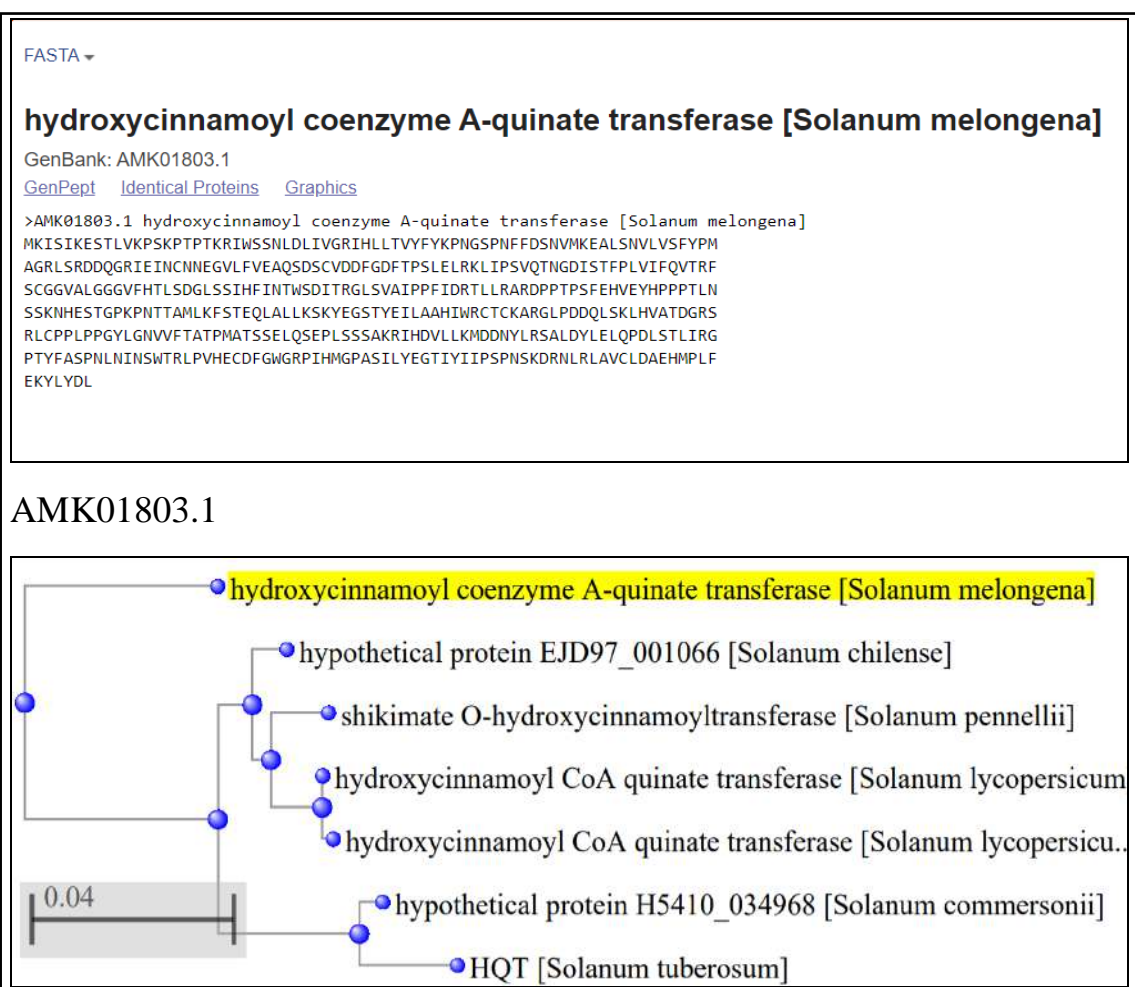 FASTA
hydroxycinnamoyl coenzyme A-quinate transferase [Solanum melongena]
GenBank: AMK01803.1
GenPept Identical Proteins Graphics
>AMK01803.1 hydroxycinnamoyl coenzyme A-quinate transferase [Solanum melongena]
MKISIKESTLVKPSKPTPTKRIWSSNLDLIVGRIHLLTVYFYKPNGSPNFFDSNVMKEALSNVLVSFYPM
AGRLSRDDQGRIEINCNNEGVLFVEAQSDSCVDDFGDFTPSLELRKLIPSVQTNGDISTFPLVIFQVTRF
SCGGVALGGGVFHTLSDGLSSIHFINTWSDITRGLSVAIPPFIDRTLLRARDPPTPSFEHVEYHPPPTLN
SSKNHESTGPKPNTTAMLKFSTEQLALLKSKYEGSTYEILAAHIWRCTCKARGLPDDQLSKLHVATDGRS
RLCPPLPPGYLGNVVFTATPMATSSELQSEPLSSSAKRIHDVLLKMDDNYLRSALDYLELQPDLSTLIRG
PTYFASPNLNINSWTRLPVHECDFGWGRPIHMGPASILYEGTIYIIPSPNSKDRNLRLAVCLDAEHMPLF
EKYLYDL
AMK01803.1
hydroxycinnamoyl coenzyme A-quinate transferase [Solanum melongena]
hypothetical protein EJD97_001066 [Solanum chilense]
shikimate O-hydroxycinnamoyltransferase [Solanum pennellii]
hydroxycinnamoyl CoA quinate transferase [Solanum lycopersicum
hydroxycinnamoyl CoA quinate transferase [Solanum lycopersicu..
0.04
hypothetical protein H5410_034968 [Solanum commersonii]
HQT [Solanum tuberosum]